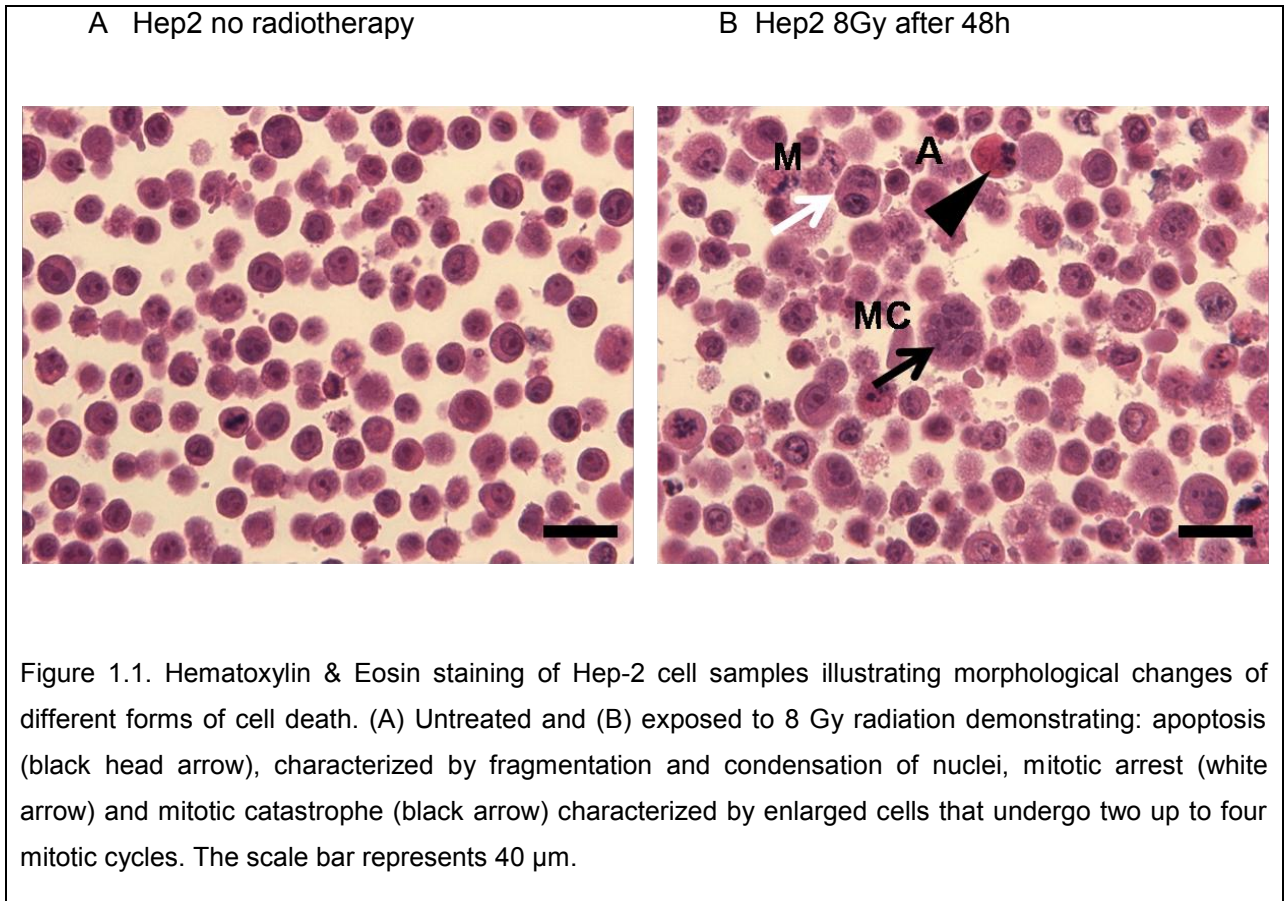 A Hep2 no radiotherapy
B Hep2 8Gy after 48h
M
A
MC
Figure 1.1. Hematoxylin & Eosin staining of Hep-2 cell samples illustrating morphological changes of
different forms of cell death. (A) Untreated and (B) exposed to 8 Gy radiation demonstrating: apoptosis
(black head arrow), characterized by fragmentation and condensation of nuclei, mitotic arrest (white
arrow) and mitotic catastrophe (black arrow) characterized by enlarged cells that undergo two up to four
mitotic cycles. The scale bar represents 40 µm.